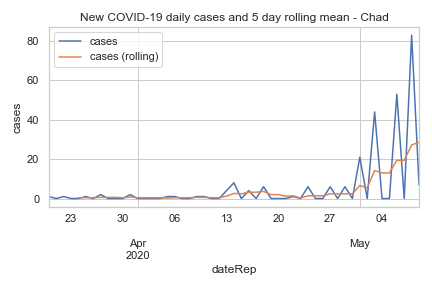 New COVID-19 daily cases and 5 day rolling mean - Chad
cases
cases (rolling)
80
60
40
20
0
cases
23 30 06 13 20 27 04
Apr May
2020
dateRep